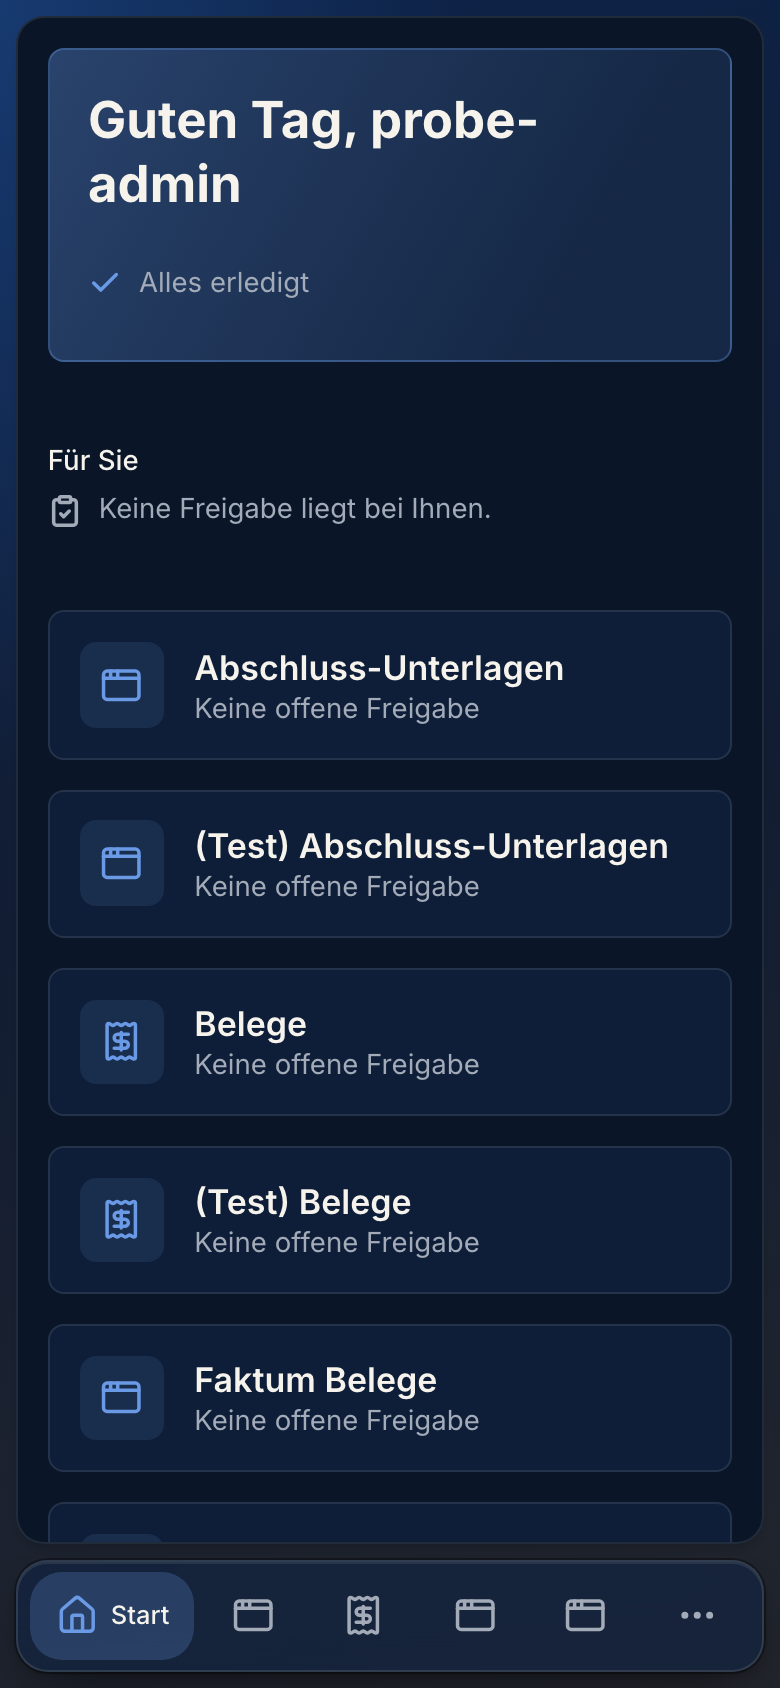 Guten Tag, probe-
admin
Alles erledigt
Für Sie
Keine Freigabe liegt bei Ihnen.
Abschluss-Unterlagen
Keine offene Freigabe
(Test) Abschluss-Unterlagen
Keine offene Freigabe
Belege
Keine offene Freigabe
(Test) Belege
Keine offene Freigabe
Faktum Belege
Keine offene Freigabe
Start